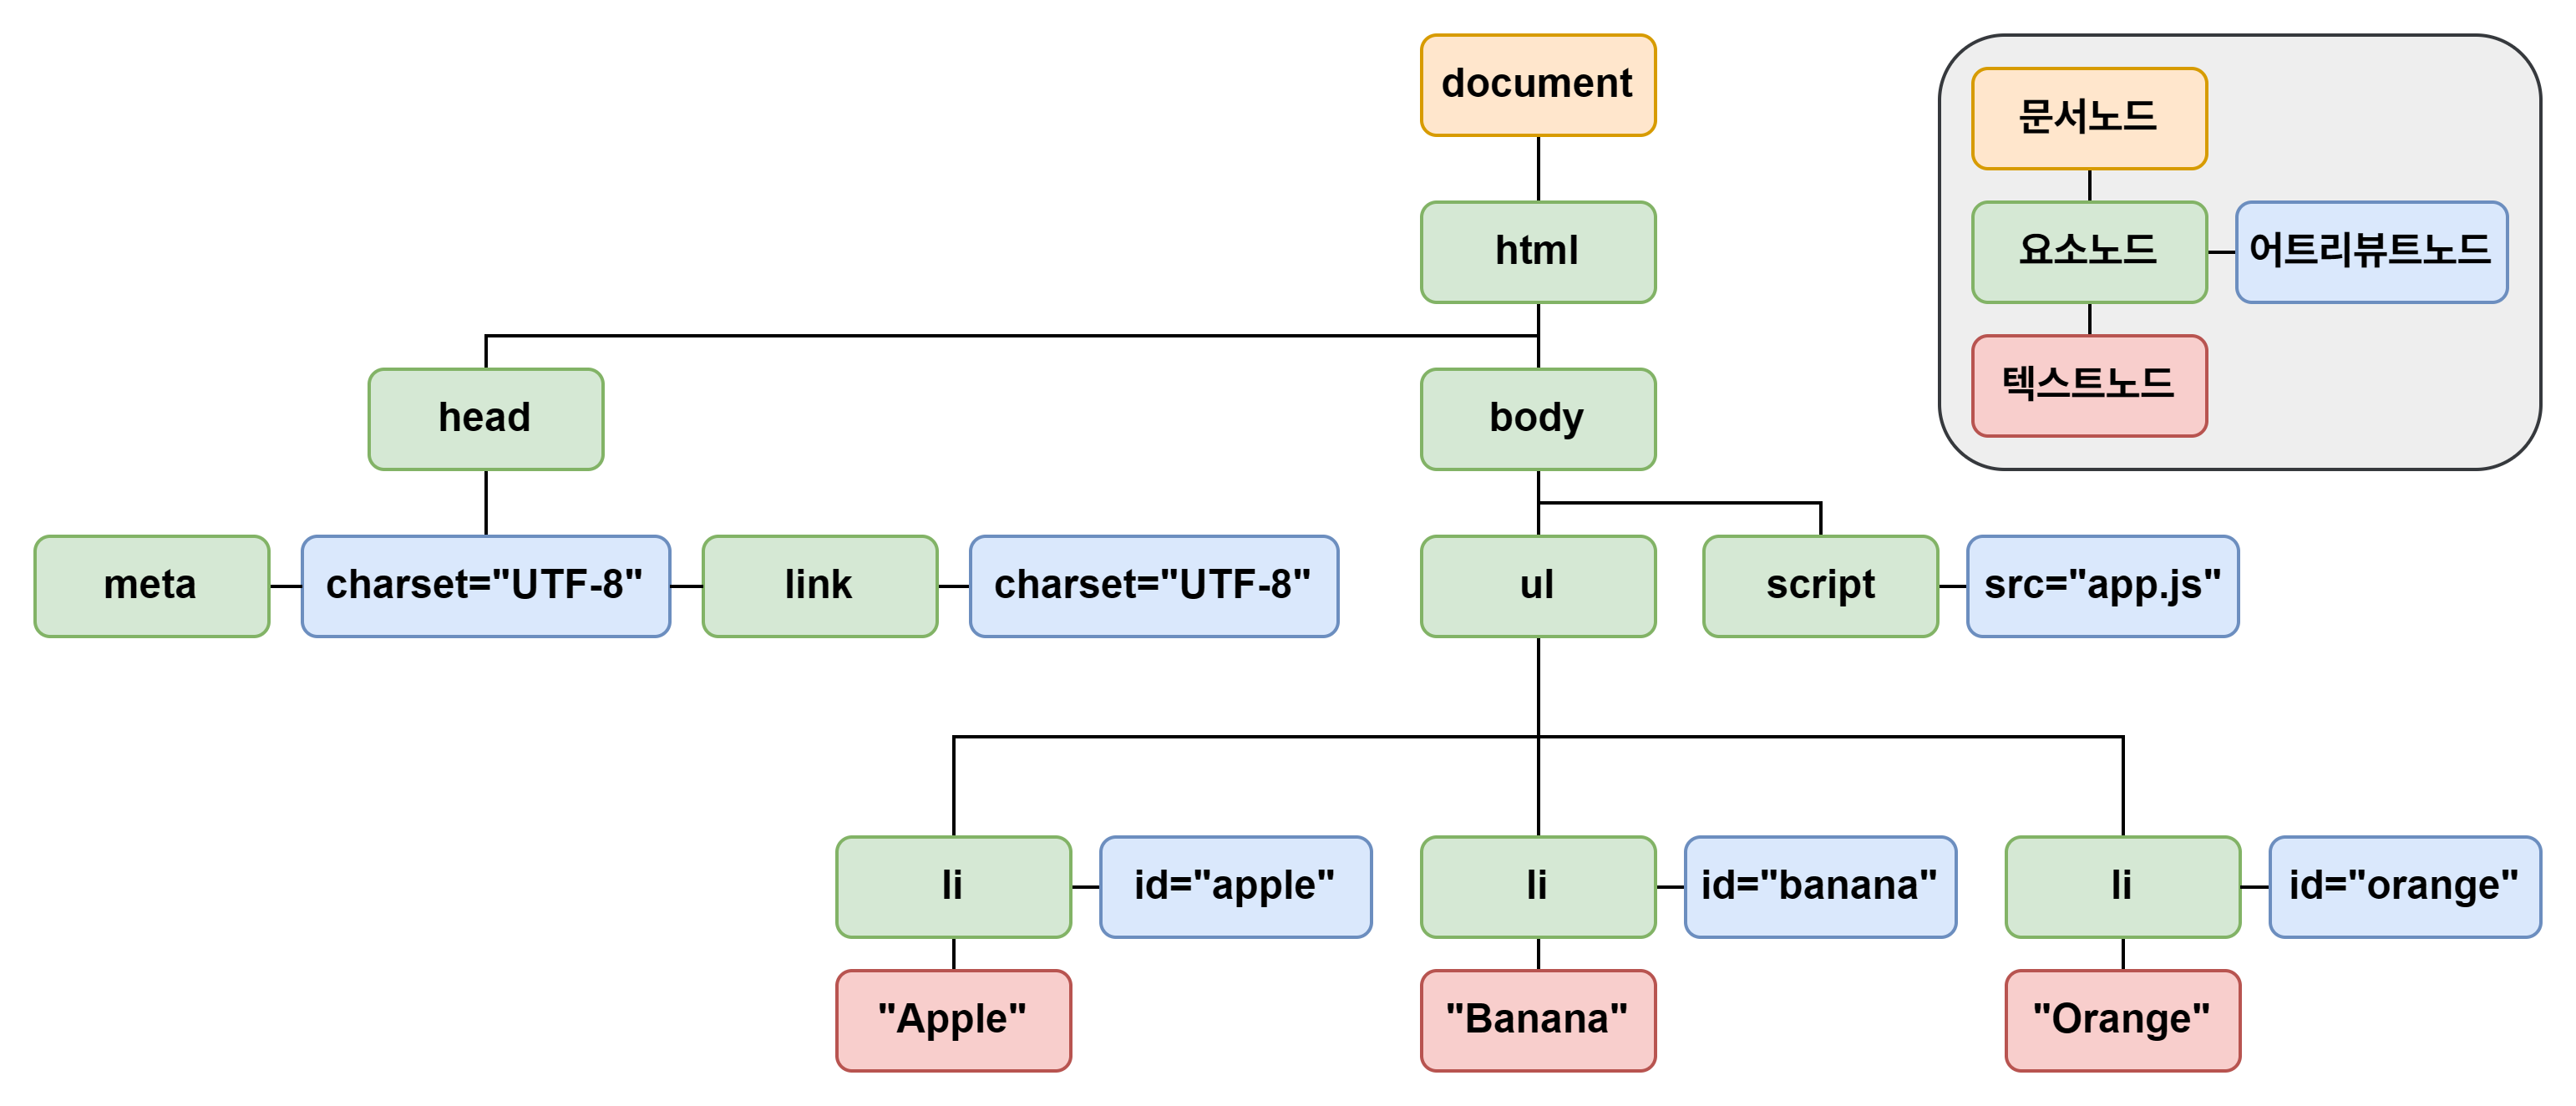 document
문서노드
html
요소노드
어트리뷰트노드
텍스트노드
head
body
meta
charset="UTF-8"
link
charset="UTF-8"
ul
script
src="app.js"
li
id="apple"
li
id="banana"
li
id="orange"
"Apple"
"Banana"
"Orange"